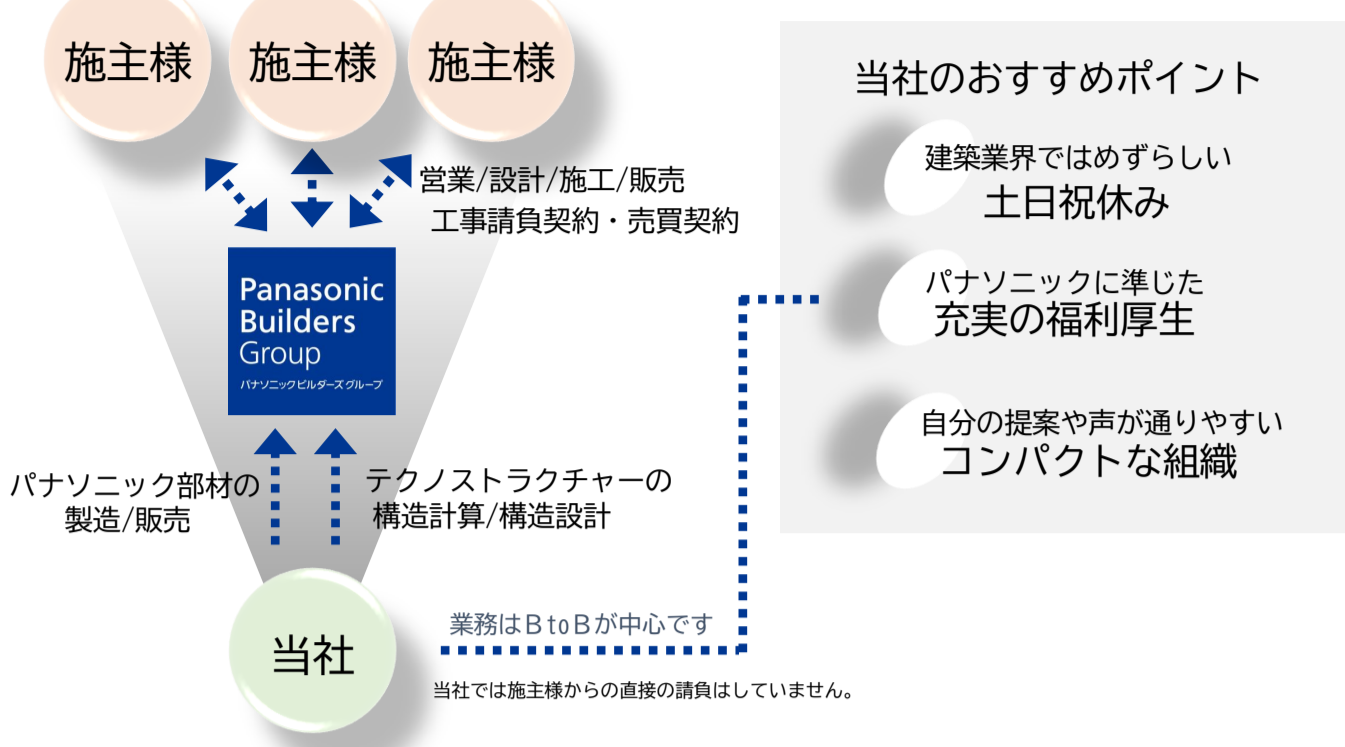 施主様
施主様
施主様
営業/設計/施工/販売
工事請負契約・売買契約
Panasonic
Builders
Group
パナソニックビルダーズグループ
パナソニック部材の
製造/販売
テクノストラクチャーの
構造計算/構造設計
当社
業務はBtoBが中心です
当社では施主様からの直接の請負はしていません。
当社のおすすめポイント
建築業界ではめずらしい
土日祝休み
パナソニックに準じた
充実の福利厚生
自分の提案や声が通りやすい
コンパクトな組織